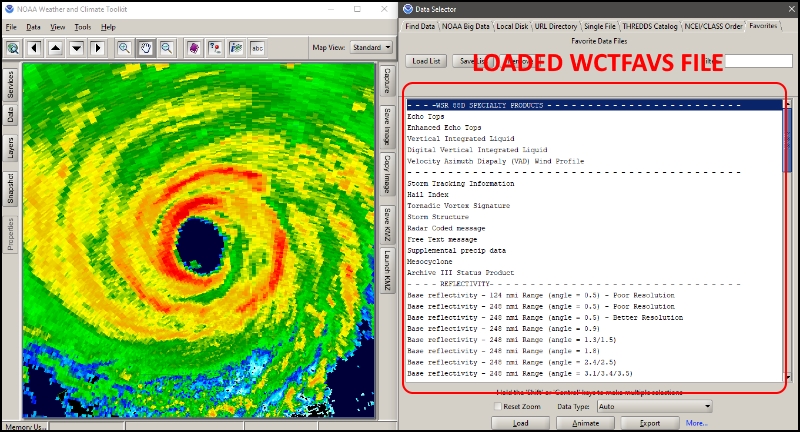 NOAA Weather and Climate Toolkit
File Data View Tools Help
Map View: Standard
Services
Data
Layers
Snapshot
Properties
Capture
Save Image
Copy Image
Save KMZ
Launch KMZ
Memory Us...
Data Selector
Find Data NOAA Big Data Local Disk URL Directory Single File THREDDS Catalog NCEI/CLASS Order Favorites
Favorite Data Files
Load List Save List
LOADED WCTFAVS FILE
- - - -WSR 88D SPECIALTY PRODUCTS - - - - - - - - - - - - - - - - - - - - - - - - - -
Echo Tops
Enhanced Echo Tops
Vertical Integrated Liquid
Digital Vertical Integrated Liquid
Velocity Azimuth Dispaly (VAD) Wind Profile
- - - - - - - - - - - - - - - - - - - - - - - - - - - - - - - - - - - - - - - - - - -
Storm Tracking Information
Hail Index
Tornadic Vortex Signature
Storm Structure
Radar Coded message
Free Text message
Supplemental precip data
Mesocyclone
Archive III Status Product
- - - - REFLECTIVITY- - - - - - - - - - - - - - - - - - - - - - - - - - - - - - - - -
Base reflectivity - 124 nmi Range (angle = 0.5) - Poor Resolution
Base reflectivity - 248 nmi Range (angle = 0.5) - Poor Resolution
Base reflectivity - 248 nmi Range (angle = 0.5) - Better Resolution
Base reflectivity - 248 nmi Range (angle = 0.9)
Base reflectivity - 248 nmi Range (angle = 1.3/1.5)
Base reflectivity - 248 nmi Range (angle = 1.8)
Base reflectivity - 248 nmi Range (angle = 2.4/2.5)
Base reflectivity - 248 nmi Range (angle = 3.1/3.4/3.5)
Hold the 'Shift' or 'Control' keys to make multiple selections
Reset Zoom Data Type: Auto
Load Animate Export More...